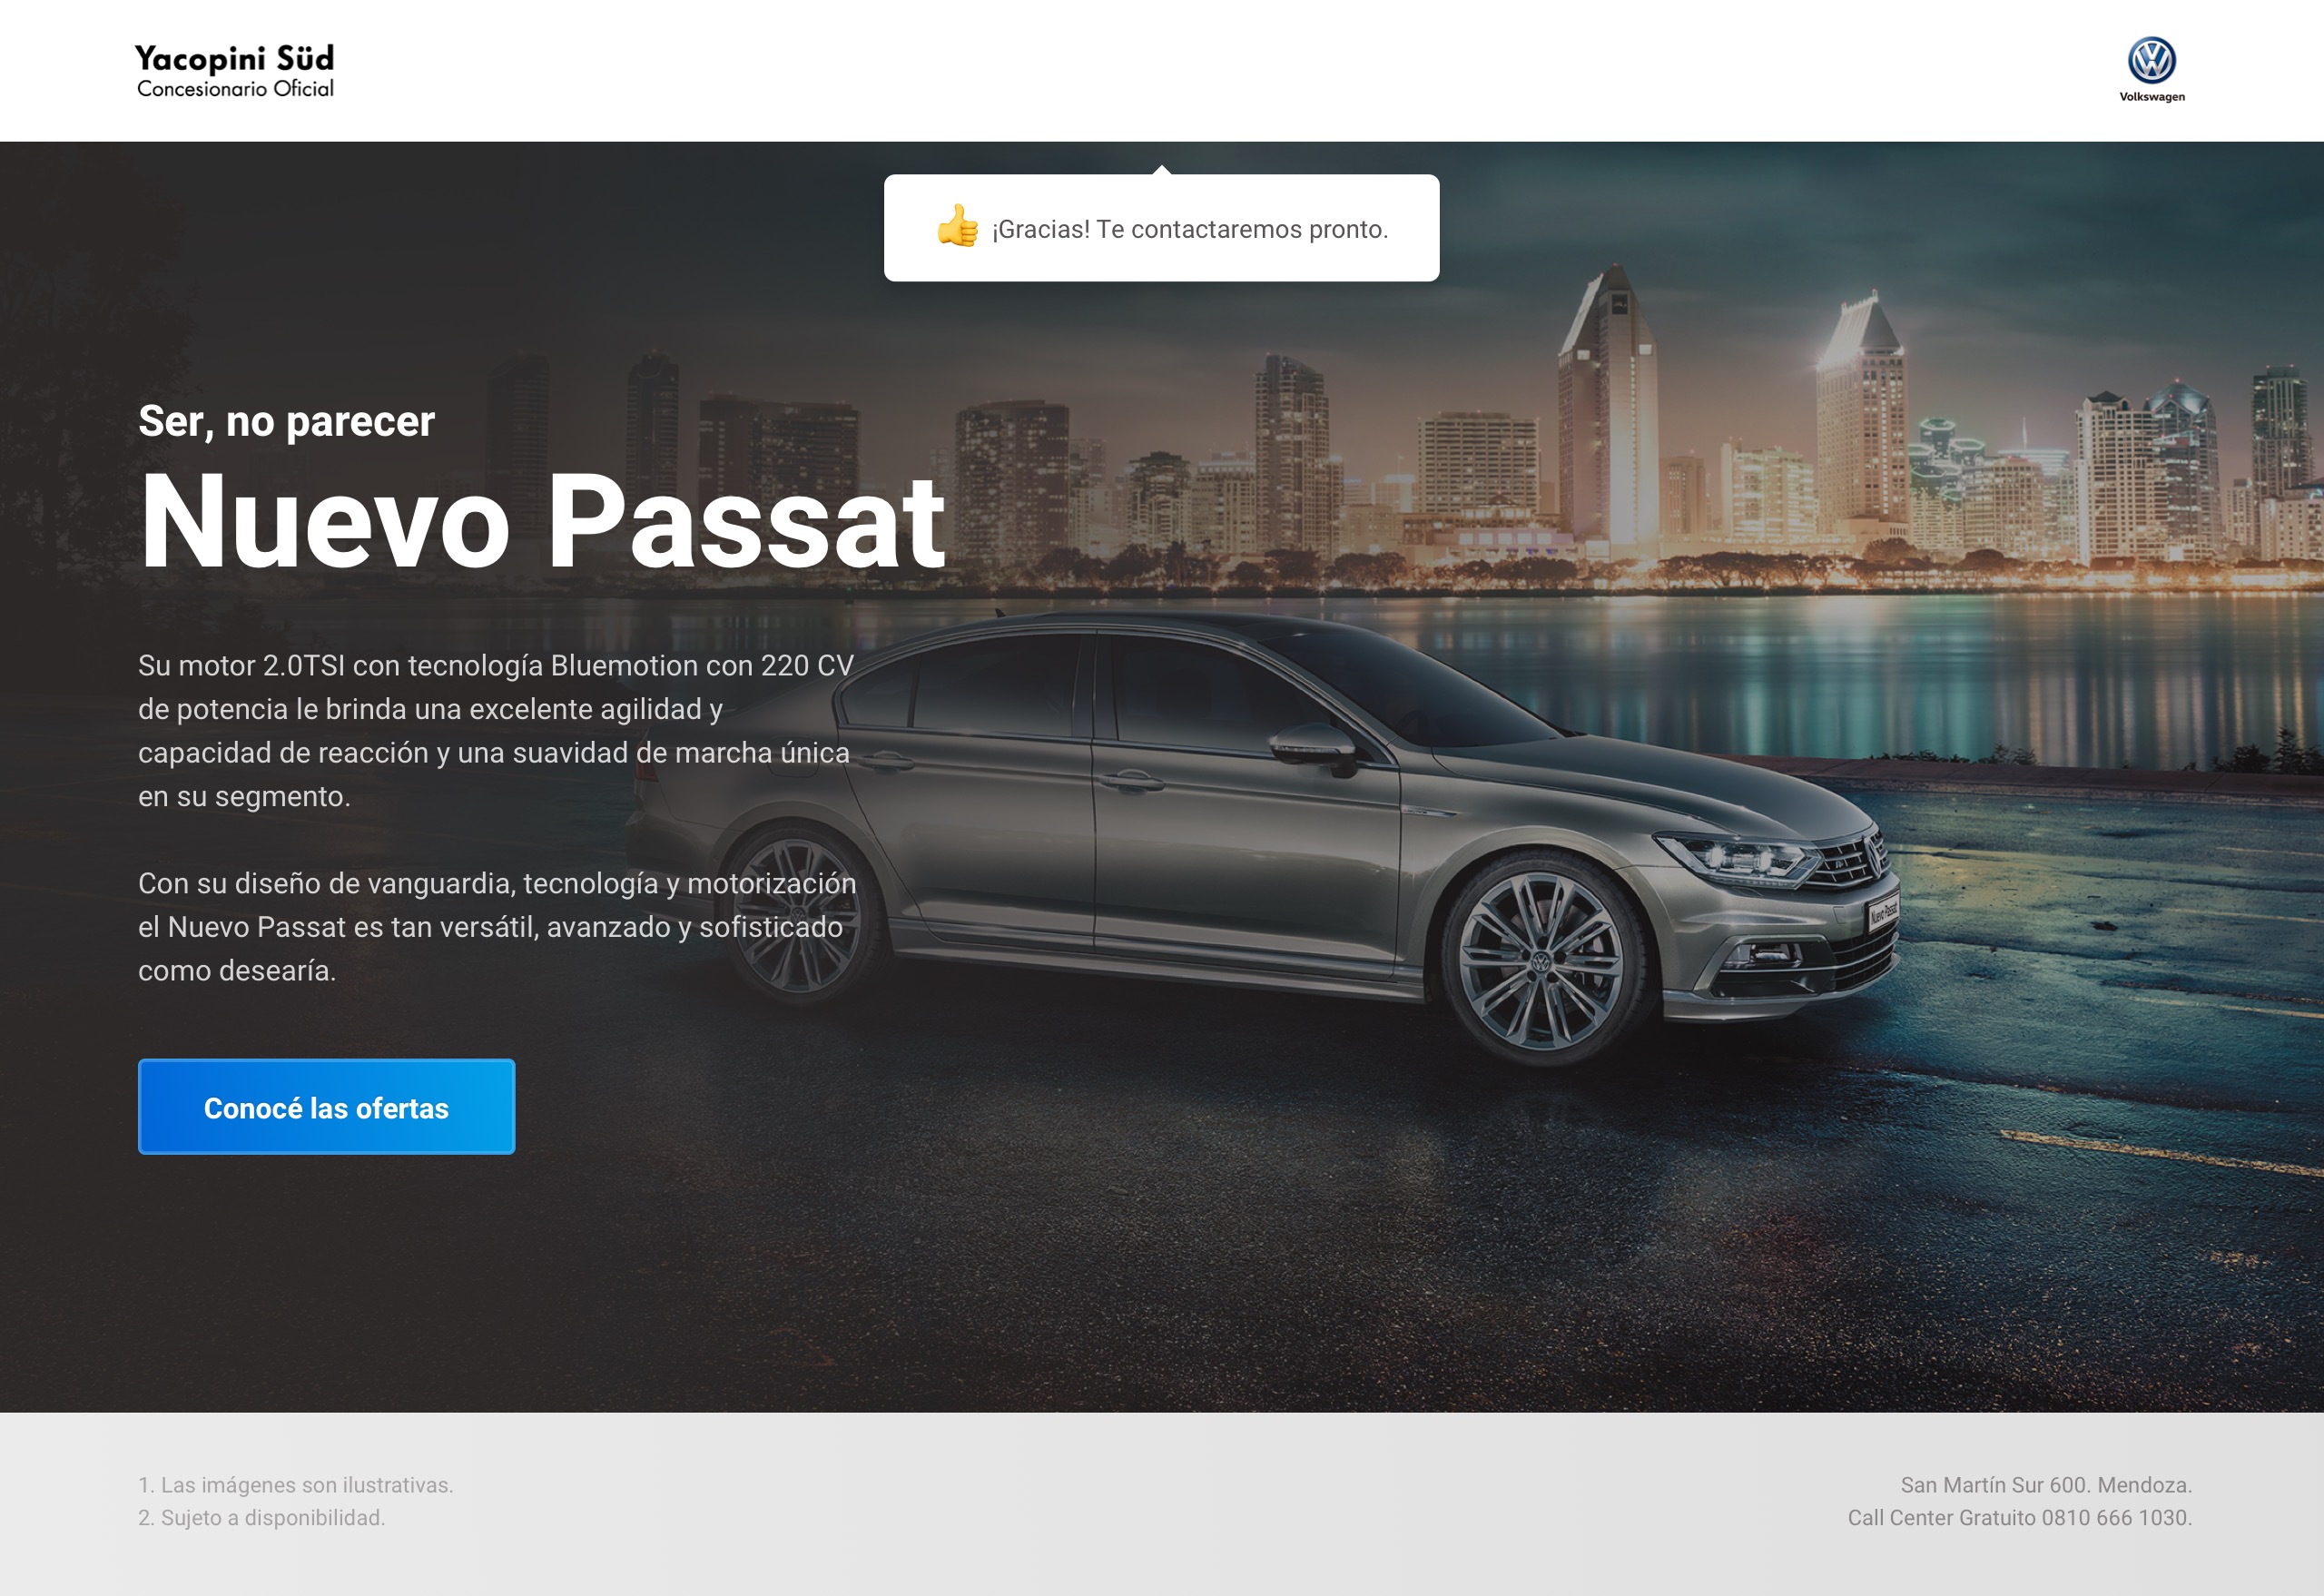 Yacopini Süd
Concesionario Oficial
Volkswagen
¡Gracias! Te contactaremos pronto.
Ser, no parecer
Nuevo Passat
Su motor 2.0TSI con tecnología Bluemotion con 220 CV
de potencia le brinda una excelente agilidad y
capacidad de reacción y una suavidad de marcha única
en su segmento.
Con su diseño de vanguardia, tecnología y motorización
el Nuevo Passat es tan versátil, avanzado y sofisticado
como desearía.
Nuevo Passat
Conocé las ofertas
1. Las imágenes son ilustrativas.
2. Sujeto a disponibilidad.
San Martín Sur 600. Mendoza.
Call Center Gratuito 0810 666 1030.